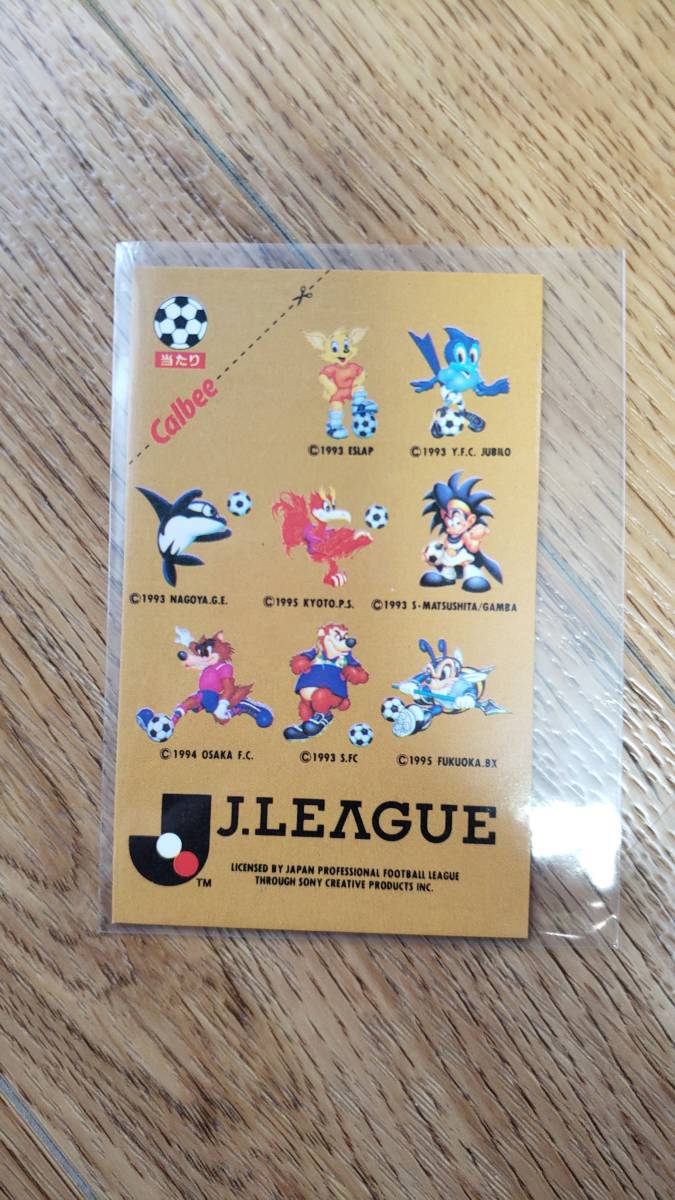 当たり
Calbee
©1993 ESLAP
©1993 Y.F.C. JUBILO
©1993 NAGOYA.G.E.
©1995 KYOTO.P.S.
©1993 S·MATSUSHITA/GAMBA
©1994 OSAKA F.C.
©1993 S.FC
©1995 FUKUOKA.BX
J.LEAGUE
TM
LICENSED BY JAPAN PROFESSIONAL FOOTBALL LEAGUE
THROUGH SONY CREATIVE PRODUCTS INC.